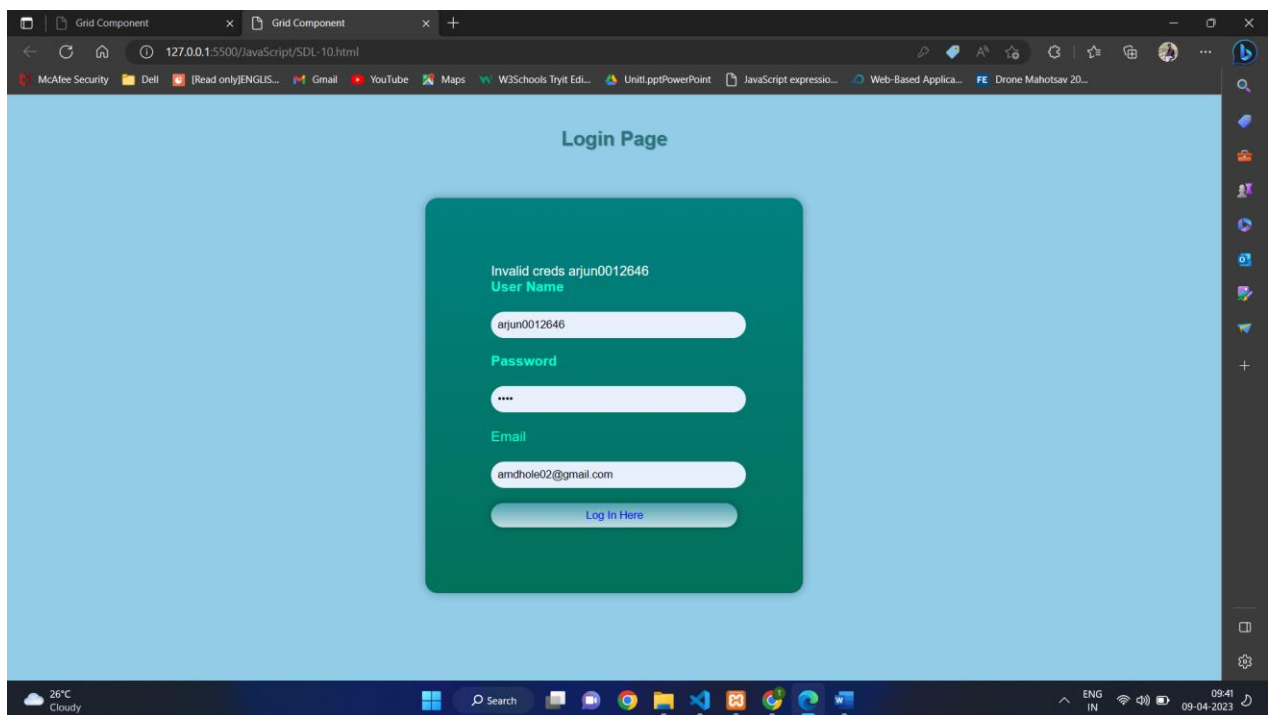 Grid Component
Grid Component
127.0.0.1:5500/JavaScript/SDL-10.html
McAfee Security Dell [Read only]ENGLIS... Gmail YouTube Maps W3Schools Tryit Edi... UnitI.pptPowerPoint JavaScript expressio... Web-Based Applica... FE Drone Mahotsav 20...
Login Page
Invalid creds arjun0012646
User Name
arjun0012646
Password
••••
Email
amdhole02@gmail.com
Log In Here
26°C
Cloudy
Search
ENG
IN
09:41
09-04-2023